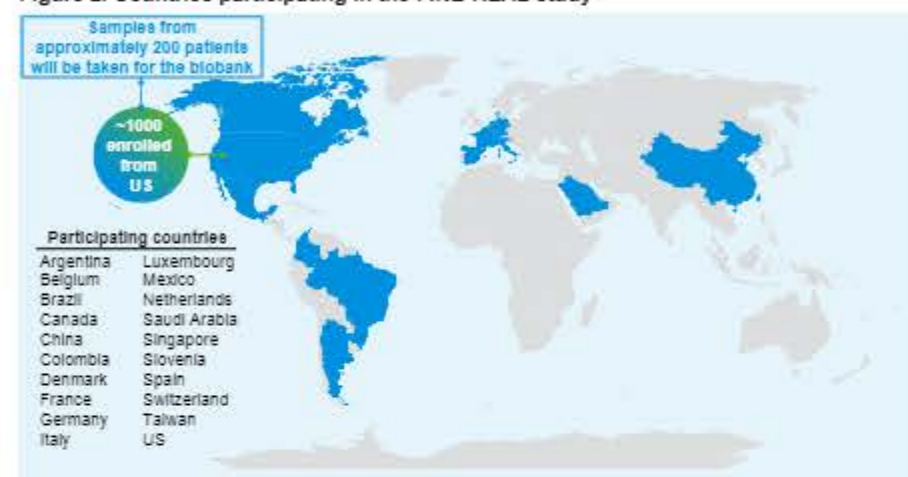 Samples from
approximately 200 patients
will be taken for the biobank
~1000
enrolled
from
US
Participating countries
Argentina Luxembourg
Belgium Mexico
Brazil Netherlands
Canada Saudi Arabia
China Singapore
Colombia Slovenia
Denmark Spain
France Switzerland
Germany Taiwan
Italy US